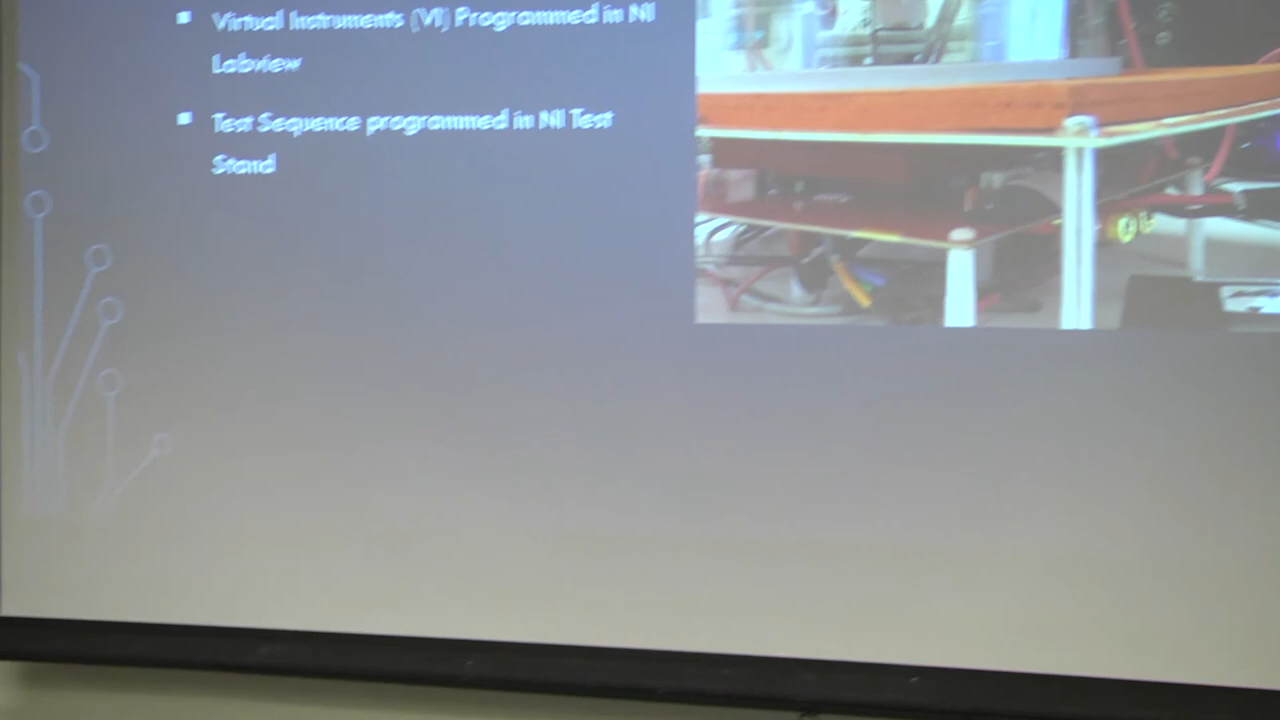 Virtual Instruments (VI) Programmed in NI
Labview
Test Sequence programmed in NI Test
Stand